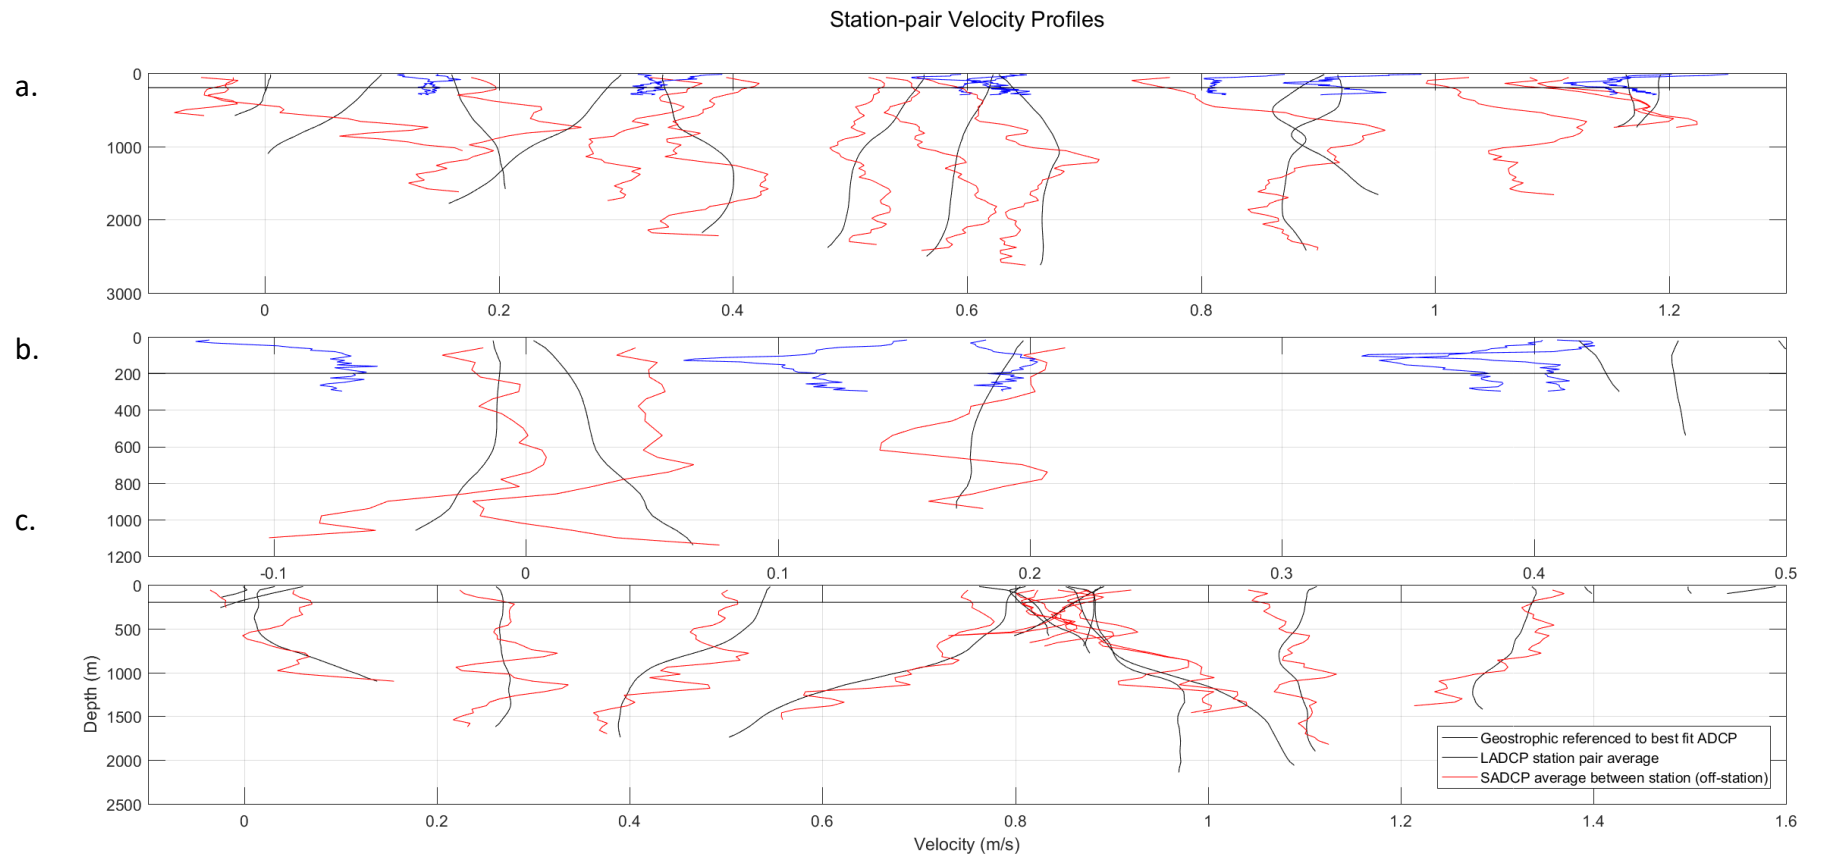 Station-pair Velocity Profiles
a.
0
1000
2000
3000
0 0.2 0.4 0.6 0.8 1 1.2
b.
0
200
400
600
800
1000
1200
-0.1 0 0.1 0.2 0.3 0.4 0.5
c.
Depth (m)
0
500
1000
1500
2000
2500
Geostrophic referenced to best fit ADCP
LADCP station pair average
SADCP average between station (off-station)
0 0.2 0.4 0.6 0.8 1 1.2 1.4 1.6
Velocity (m/s)